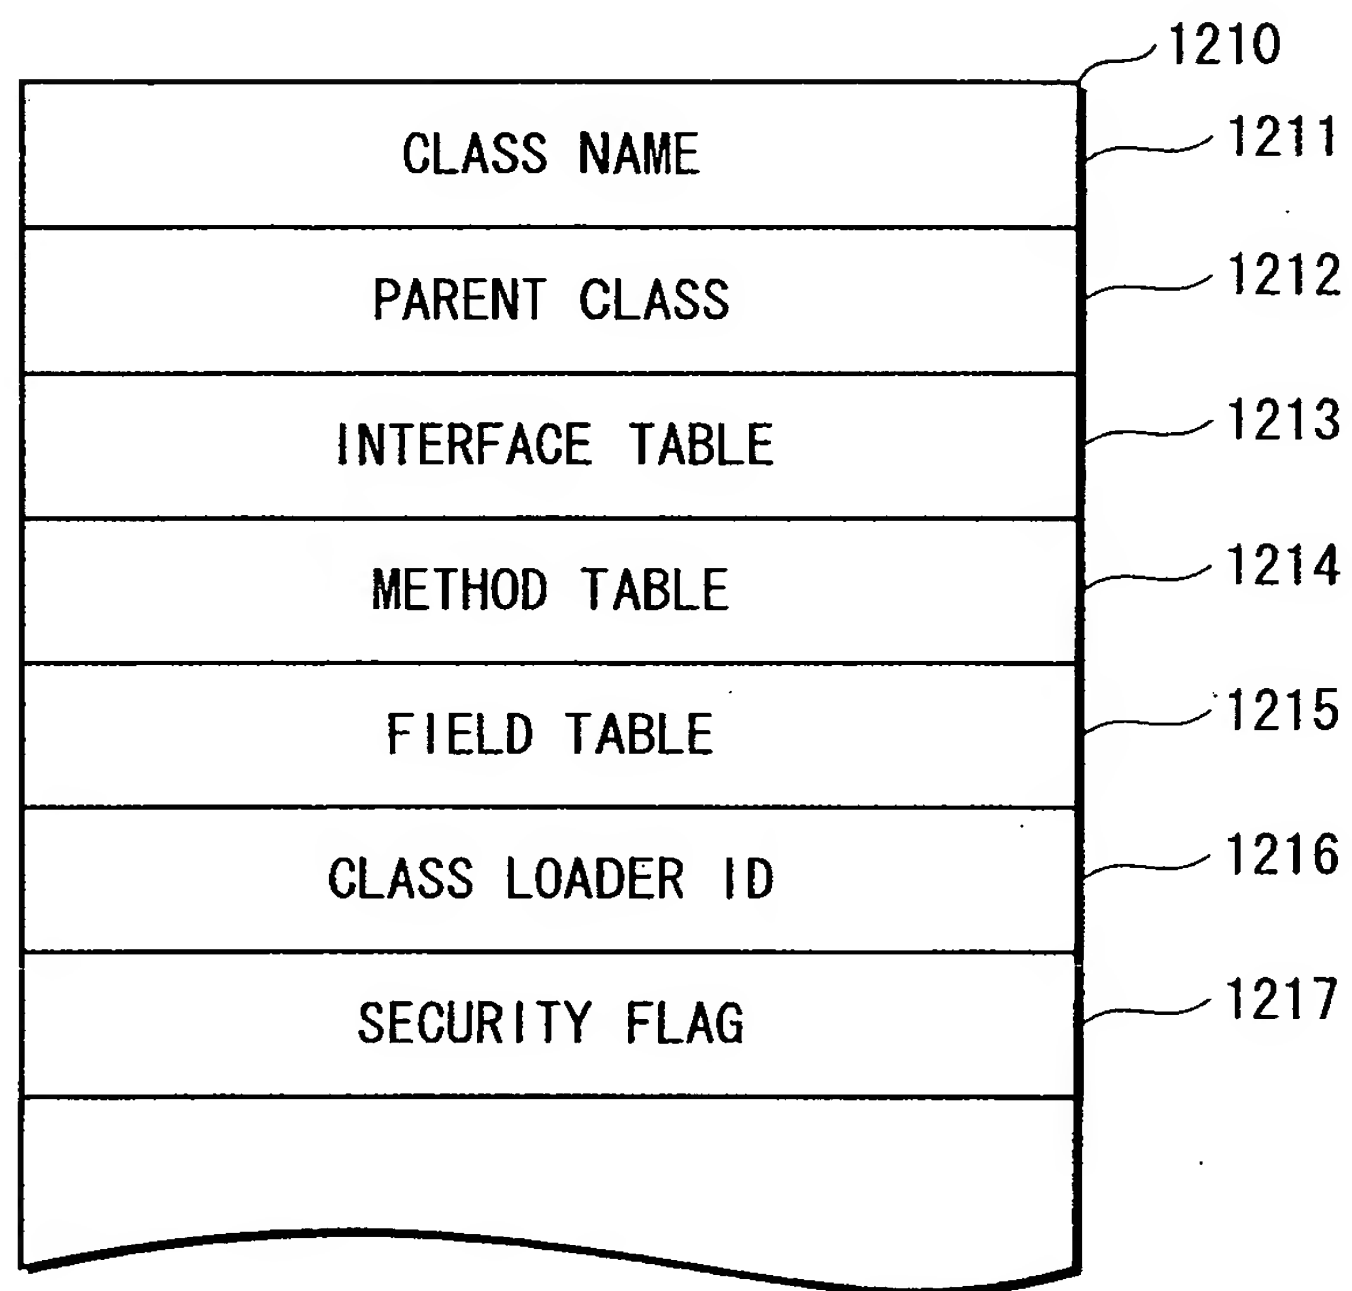 1210
CLASS NAME 1211
PARENT CLASS 1212
INTERFACE TABLE 1213
METHOD TABLE 1214
FIELD TABLE 1215
CLASS LOADER ID 1216
SECURITY FLAG 1217